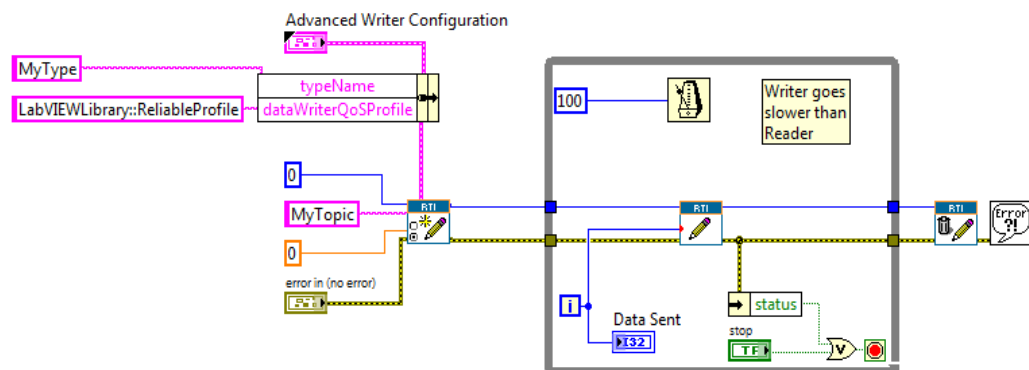 Advanced Writer Configuration
MyType
typeName
LabVIEWLibrary::ReliableProfile
dataWriterQoSProfile
100
Writer goes
slower than
Reader
0
MyTopic
RTI
RTI
RTI
Error
?!
0
error in (no error)
i
Data Sent
I32
status
stop
TF
V